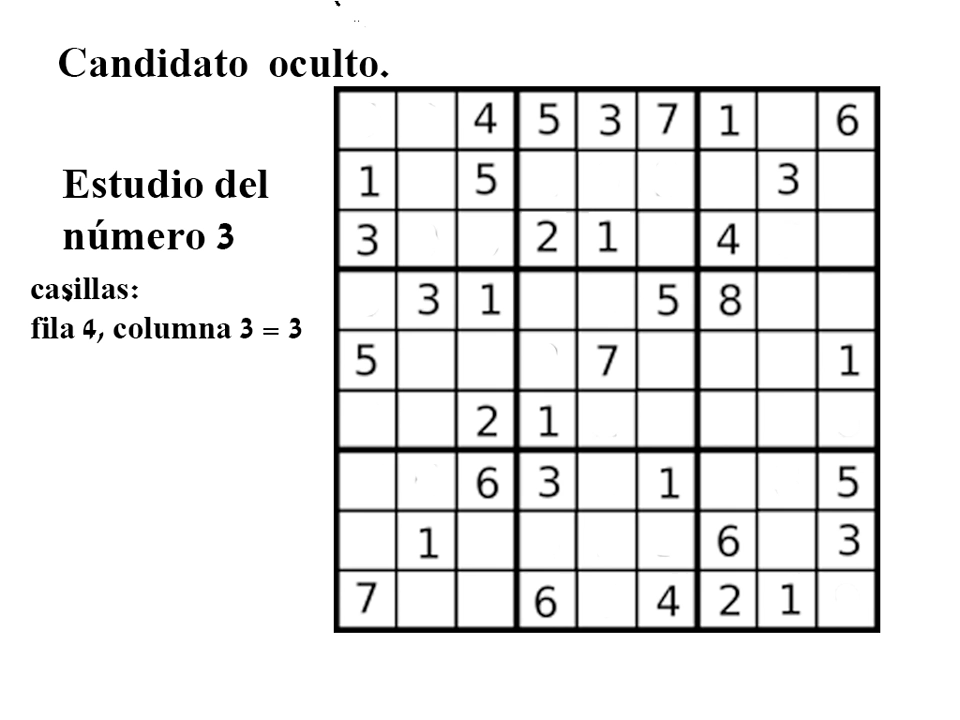 Candidato oculto.
Estudio del
número 3
casillas:
fila 4, columna 3 = 3
4 5 3 7 1 6
1 5 3
3 2 1 4
3 1 5 8
5 7 1
2 1
6 3 1 5
1 6 3
7 6 4 2 1